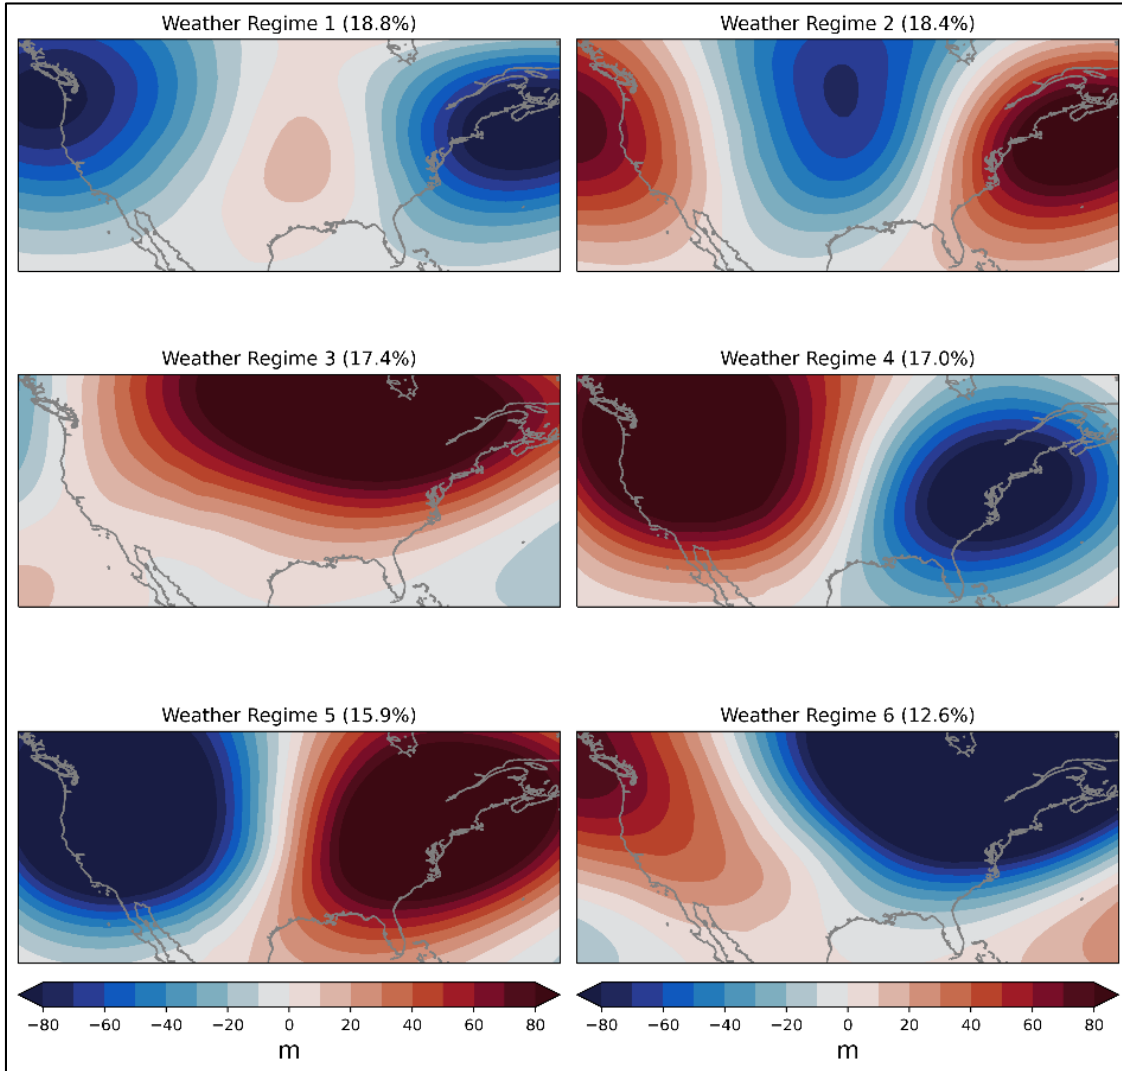 Weather Regime 1 (18.8%)
Weather Regime 2 (18.4%)
Weather Regime 3 (17.4%)
Weather Regime 4 (17.0%)
Weather Regime 5 (15.9%)
Weather Regime 6 (12.6%)
−80 −60 −40 −20 0 20 40 60 80
m
−80 −60 −40 −20 0 20 40 60 80
m